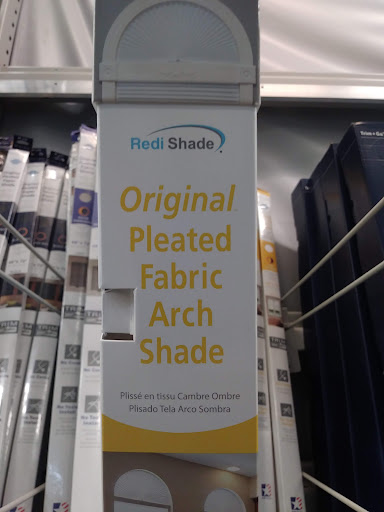 Redi Shade
Original
Pleated
Fabric
Arch
Shade
Plissé en tissu Cambre Ombre
Plisado Tela Arco Sombra